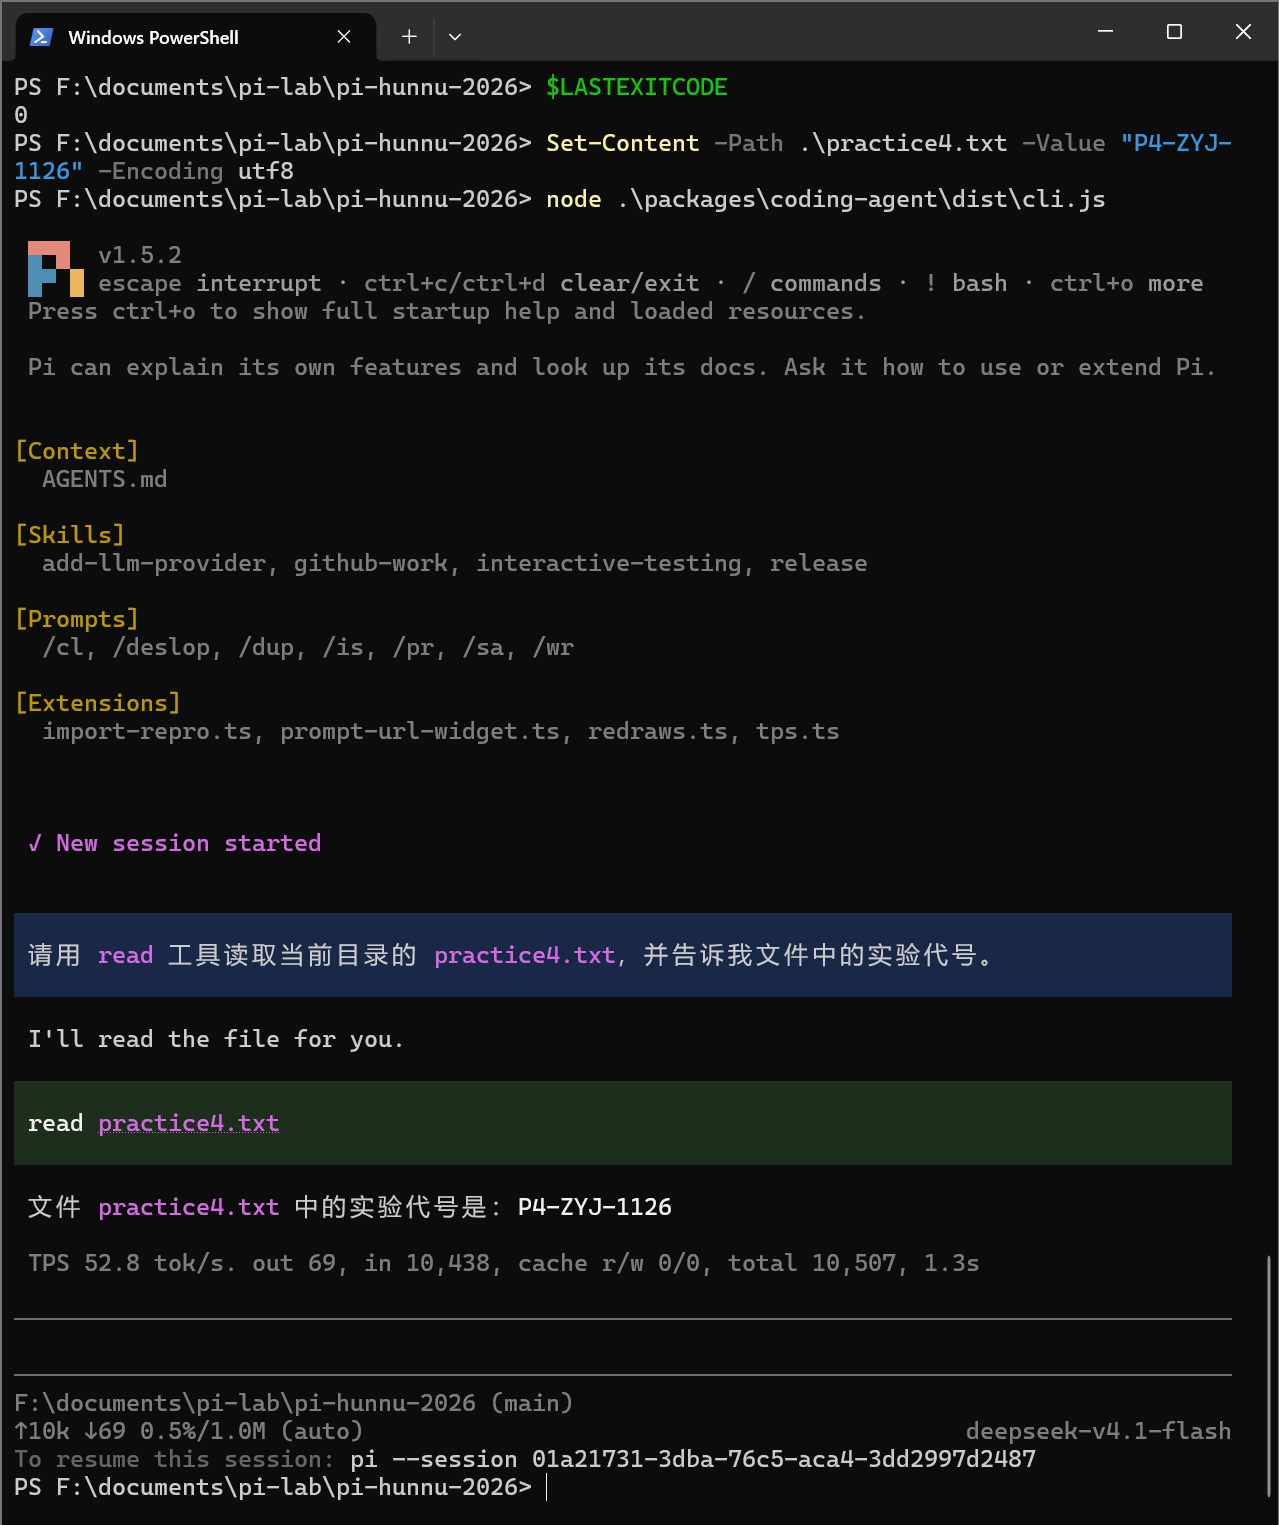 Windows PowerShell
PS F:\documents\pi-lab\pi-hunnu-2026> $LASTEXITCODE
0
PS F:\documents\pi-lab\pi-hunnu-2026> Set-Content -Path .\practice4.txt -Value "P4-ZYJ-
1126" -Encoding utf8
PS F:\documents\pi-lab\pi-hunnu-2026> node .\packages\coding-agent\dist\cli.js
v1.5.2
escape interrupt · ctrl+c/ctrl+d clear/exit · / commands · ! bash · ctrl+o more
Press ctrl+o to show full startup help and loaded resources.
Pi can explain its own features and look up its docs. Ask it how to use or extend Pi.
[Context]
AGENTS.md
[Skills]
add-llm-provider, github-work, interactive-testing, release
[Prompts]
/cl, /deslop, /dup, /is, /pr, /sa, /wr
[Extensions]
import-repro.ts, prompt-url-widget.ts, redraws.ts, tps.ts
✓ New session started
请用 read 工具读取当前目录的 practice4.txt，并告诉我文件中的实验代号。
I'll read the file for you.
read practice4.txt
文件 practice4.txt 中的实验代号是：P4-ZYJ-1126
TPS 52.8 tok/s. out 69, in 10,438, cache r/w 0/0, total 10,507, 1.3s
F:\documents\pi-lab\pi-hunnu-2026 (main)
↑10k ↓69 0.5%/1.0M (auto) deepseek-v4.1-flash
To resume this session: pi --session 01a21731-3dba-76c5-aca4-3dd2997d2487
PS F:\documents\pi-lab\pi-hunnu-2026>